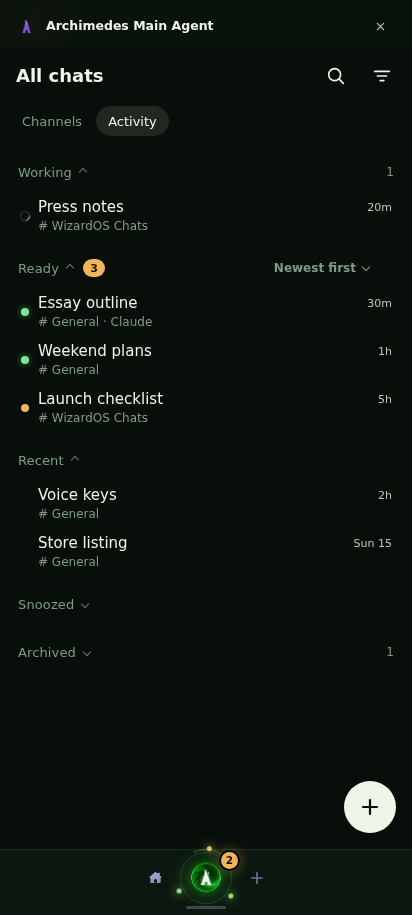 Archimedes Main Agent
All chats
Channels Activity
Working 1
Press notes 20m
# WizardOS Chats
Ready 3 Newest first
Essay outline 30m
# General · Claude
Weekend plans 1h
# General
Launch checklist 5h
# WizardOS Chats
Recent
Voice keys 2h
# General
Store listing Sun 15
# General
Snoozed
Archived 1
2